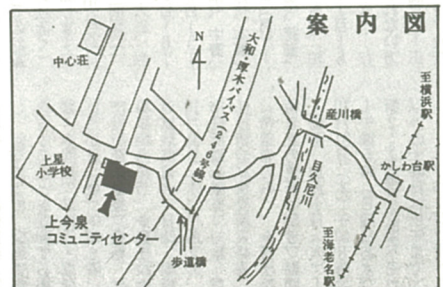 案内図
N
中心荘
大和・厚木バイパス(246号線)
至横浜駅
産川橋
上星
小学校
目久尼川
かしわ台駅
上今泉
コミュニティセンター
歩道橋
至海老名駅